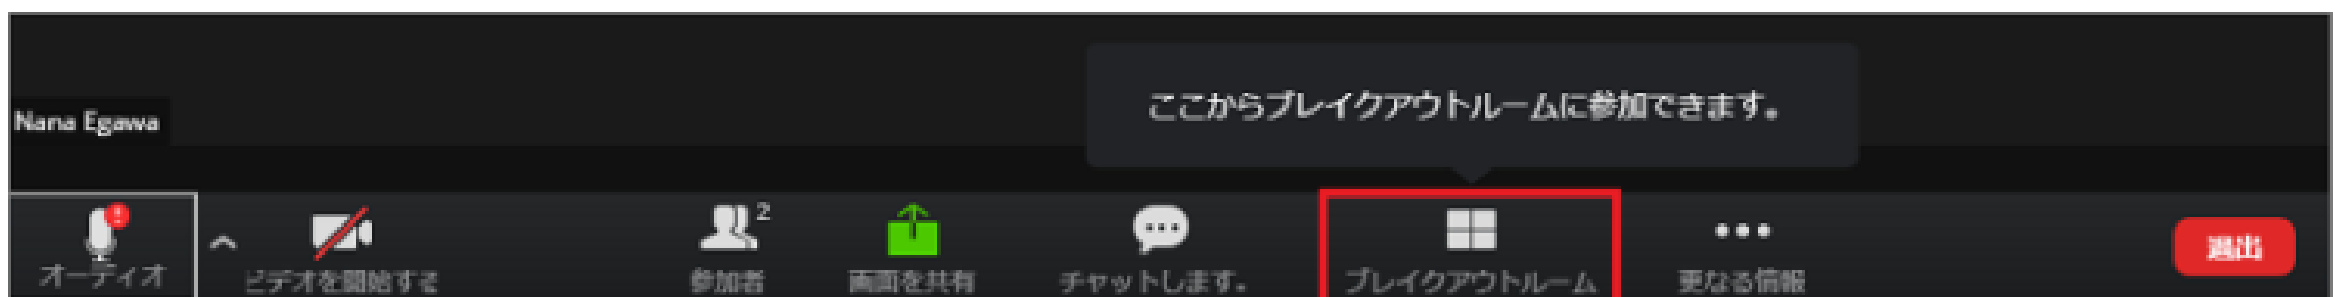 ここからブレイクアウトルームに参加できます。
Nana Egawa
2
オーディオ
ビデオを開始する
参加者
画面を共有
チャットします。
ブレイクアウトルーム
更なる情報
退出